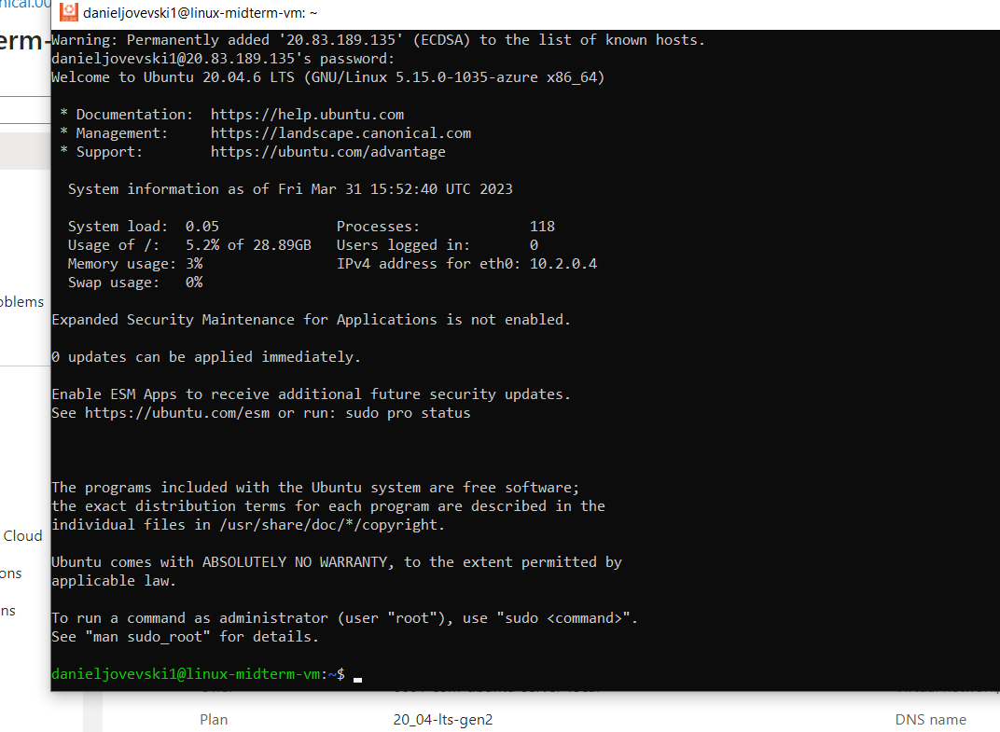 danieljovevski1@linux-midterm-vm: ~
Warning: Permanently added '20.83.189.135' (ECDSA) to the list of known hosts.
danieljovevski1@20.83.189.135's password:
Welcome to Ubuntu 20.04.6 LTS (GNU/Linux 5.15.0-1035-azure x86_64)
* Documentation:  https://help.ubuntu.com
* Management:     https://landscape.canonical.com
* Support:        https://ubuntu.com/advantage
System information as of Fri Mar 31 15:52:40 UTC 2023
System load:  0.05              Processes:             118
Usage of /:   5.2% of 28.89GB   Users logged in:       0
Memory usage: 3%                IPv4 address for eth0: 10.2.0.4
Swap usage:   0%
Expanded Security Maintenance for Applications is not enabled.
0 updates can be applied immediately.
Enable ESM Apps to receive additional future security updates.
See https://ubuntu.com/esm or run: sudo pro status
The programs included with the Ubuntu system are free software;
the exact distribution terms for each program are described in the
individual files in /usr/share/doc/*/copyright.
Ubuntu comes with ABSOLUTELY NO WARRANTY, to the extent permitted by
applicable law.
To run a command as administrator (user "root"), use "sudo <command>".
See "man sudo_root" for details.
danieljovevski1@linux-midterm-vm:~$
erm-
oblems
Cloud
ons
ns
Plan
20_04-lts-gen2
DNS name